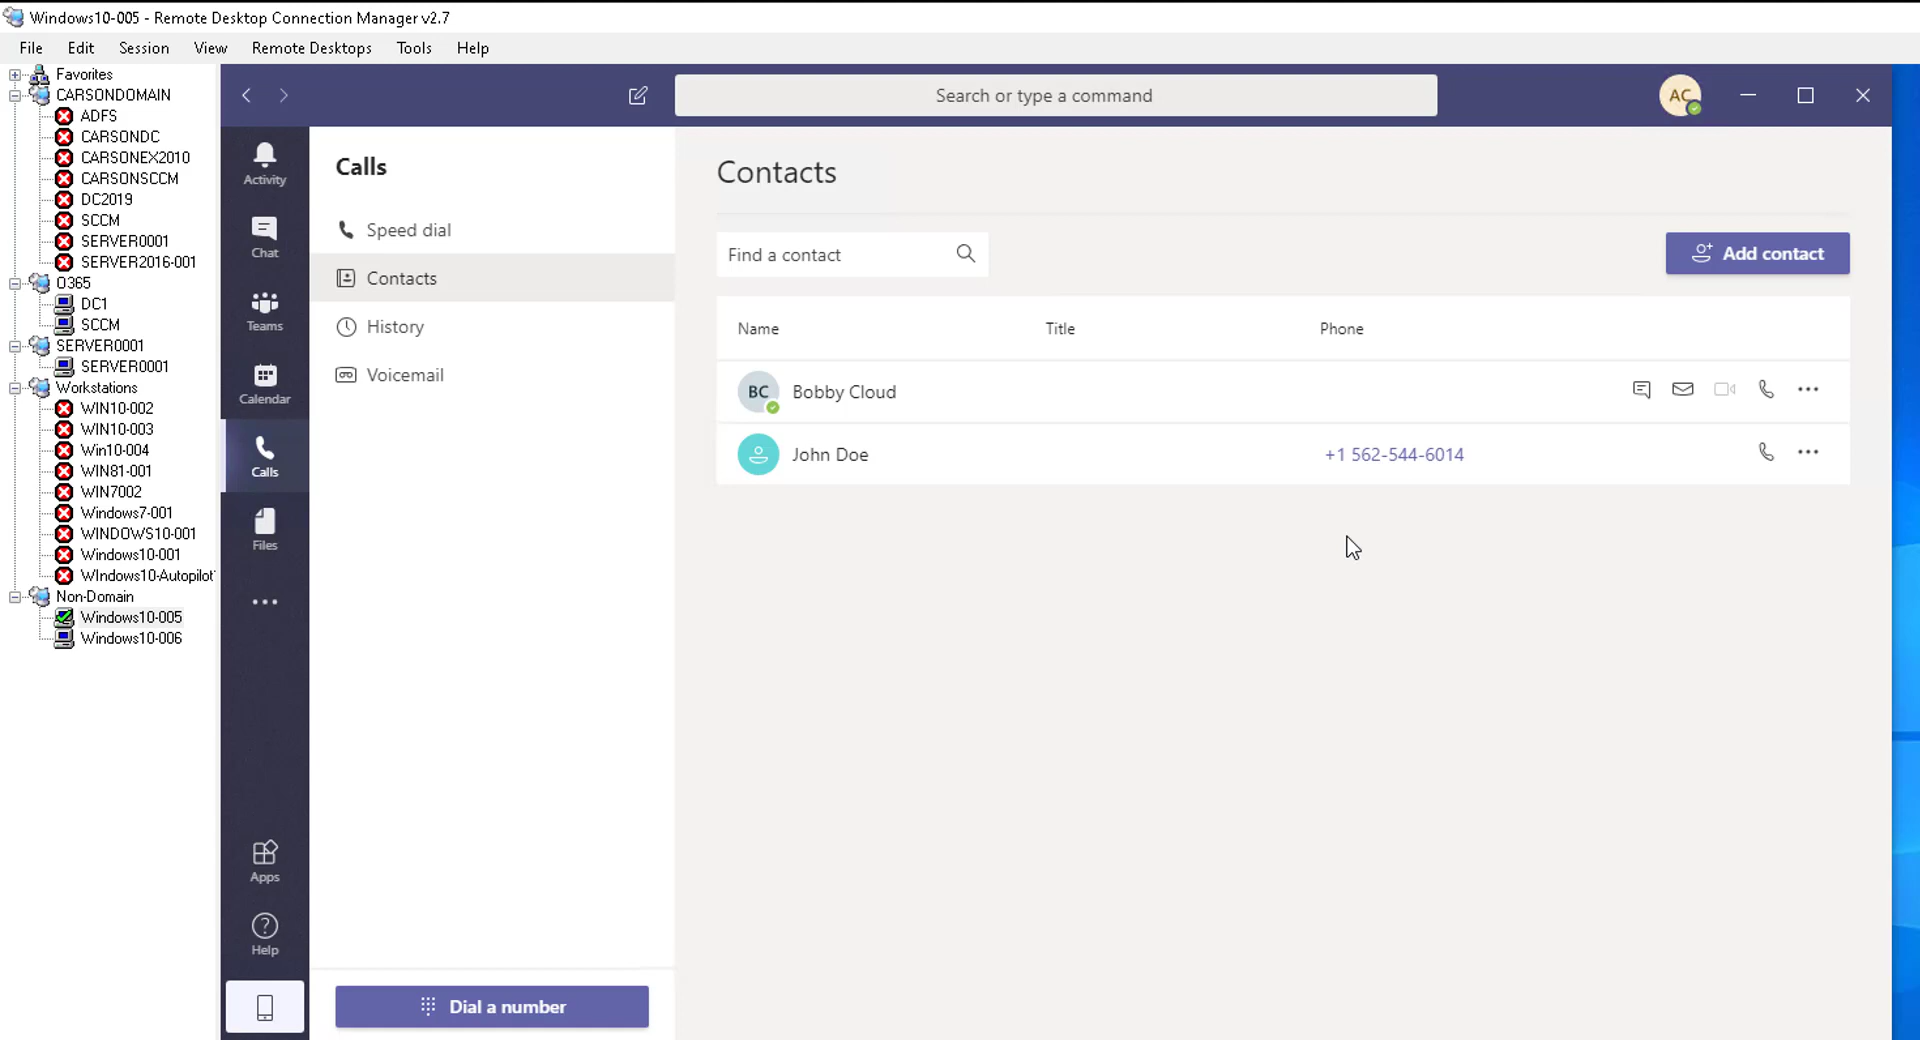 Windows10-005 - Remote Desktop Connection Manager v2.7
File Edit Session View Remote Desktops Tools Help
Favorites
CARSONDOMAIN
ADFS
CARSONDC
CARSONEX2010
CARSONSCCM
DC2019
SCCM
SERVER0001
SERVER2016-001
O365
DC1
SCCM
SERVER0001
SERVER0001
Workstations
WIN10-002
WIN10-003
Win10-004
WIN81-001
WIN7002
Windows7-001
WINDOWS10-001
Windows10-001
WIndows10-Autopilot
Non-Domain
Windows10-005
Windows10-006
Search or type a command
AC
Activity
Chat
Teams
Calendar
Calls
Files
Apps
Help
Calls
Speed dial
Contacts
History
Voicemail
Dial a number
Contacts
Find a contact
Add contact
Name Title Phone
BC Bobby Cloud
John Doe +1 562-544-6014